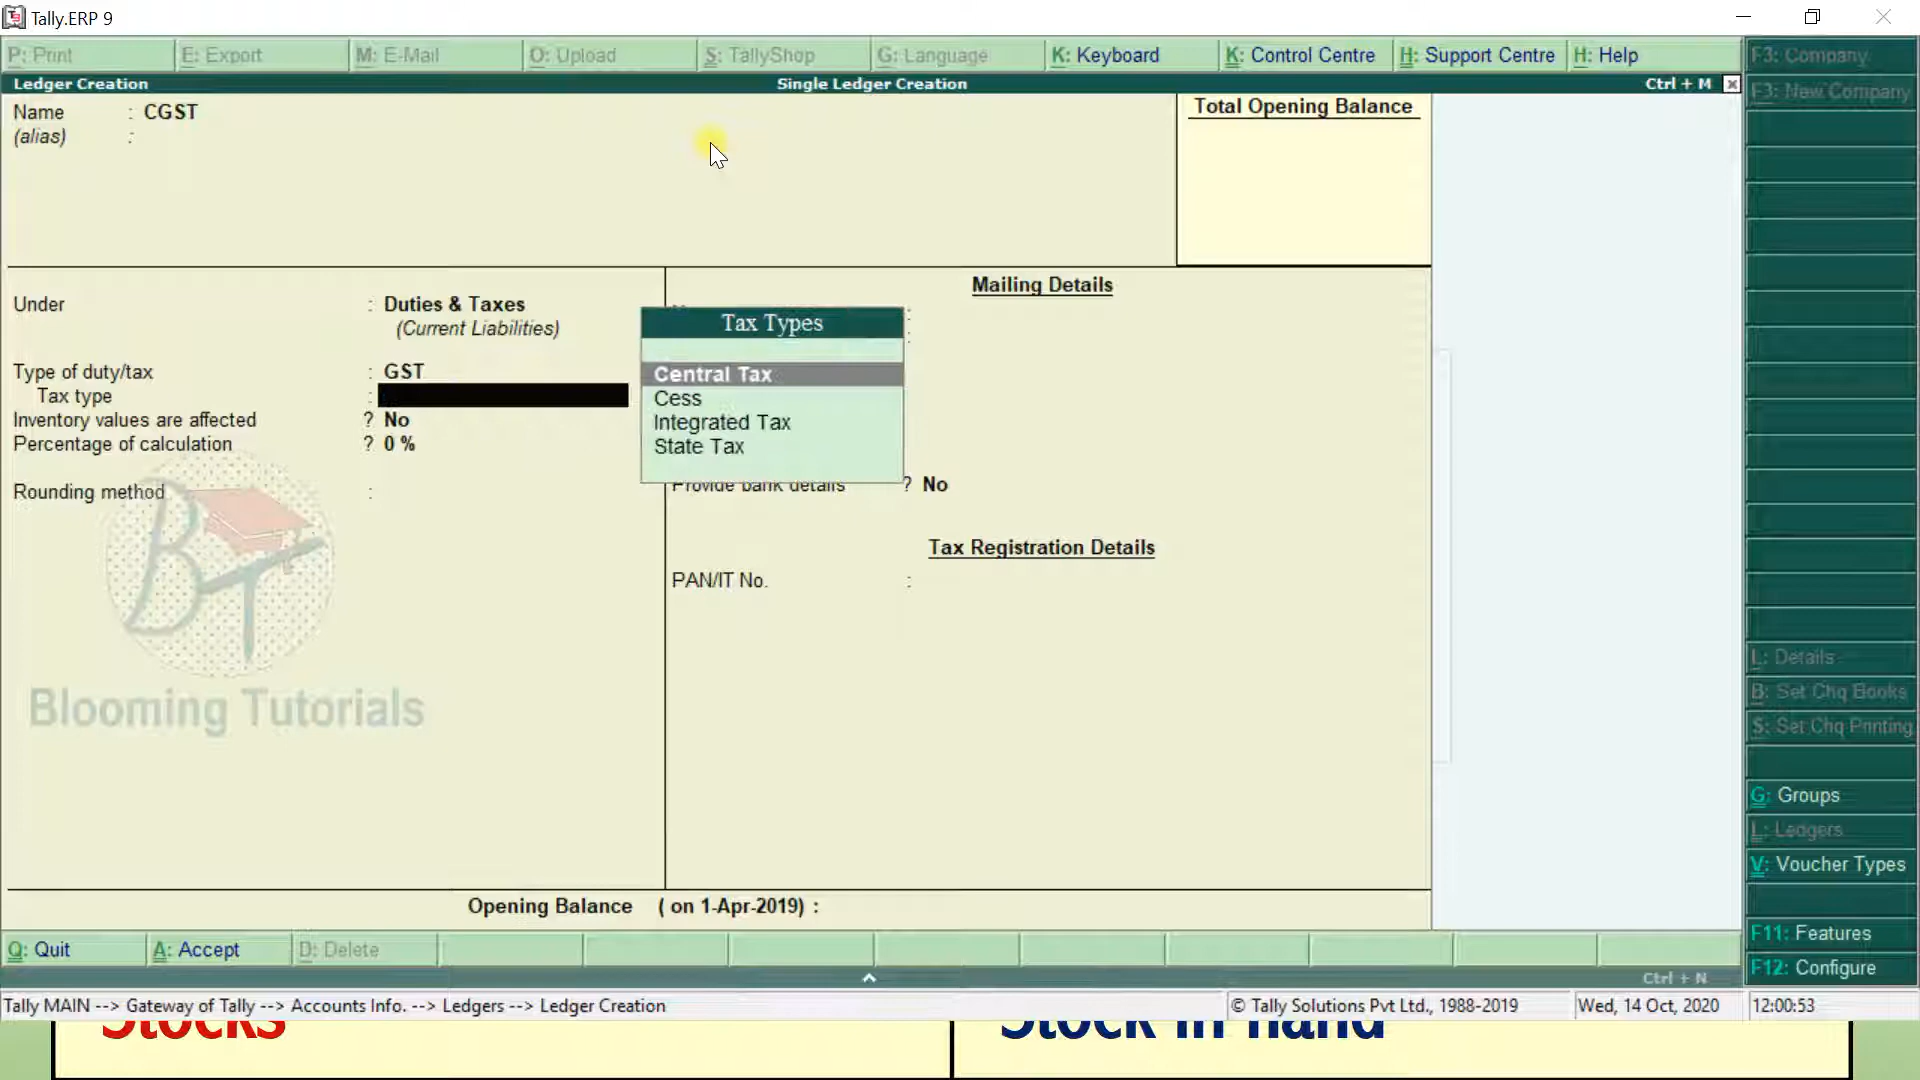 Tally.ERP 9
P: Print E: Export M: E-Mail O: Upload S: TallyShop G: Language K: Keyboard K: Control Centre H: Support Centre H: Help
F3: Company
F3: New Company
Ledger Creation Single Ledger Creation Ctrl + M
Name : CGST
(alias) :
Total Opening Balance
Under : Duties & Taxes
(Current Liabilities)
Type of duty/tax : GST
Tax type :
Inventory values are affected ? No
Percentage of calculation ? 0 %
Rounding method :
Mailing Details
Tax Types
Central Tax
Cess
Integrated Tax
State Tax
Provide bank details ? No
Tax Registration Details
PAN/IT No. :
Blooming Tutorials
L: Details
B: Set Chq Books
S: Set Chq Printing
G: Groups
L: Ledgers
V: Voucher Types
F11: Features
F12: Configure
Opening Balance ( on 1-Apr-2019) :
Q: Quit A: Accept D: Delete
Ctrl + N
Tally MAIN --> Gateway of Tally --> Accounts Info. --> Ledgers --> Ledger Creation © Tally Solutions Pvt Ltd., 1988-2019 Wed, 14 Oct, 2020 12:00:53
Stocks Stock in hand